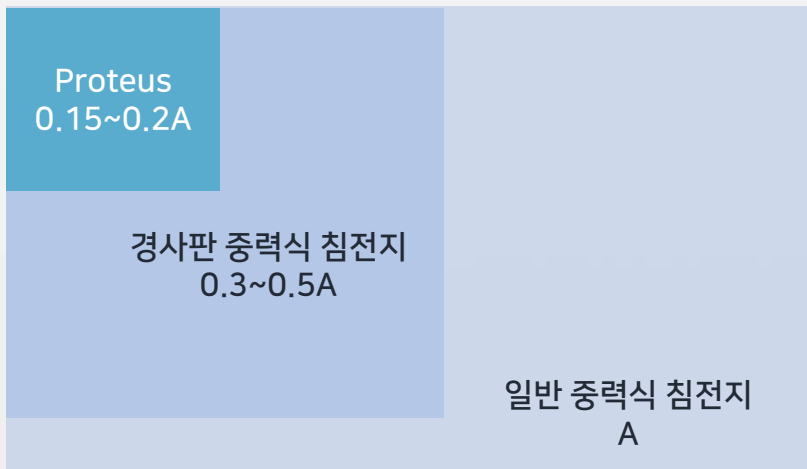 Proteus
0.15~0.2A
경사판 중력식 침전지
0.3~0.5A
일반 중력식 침전지
A